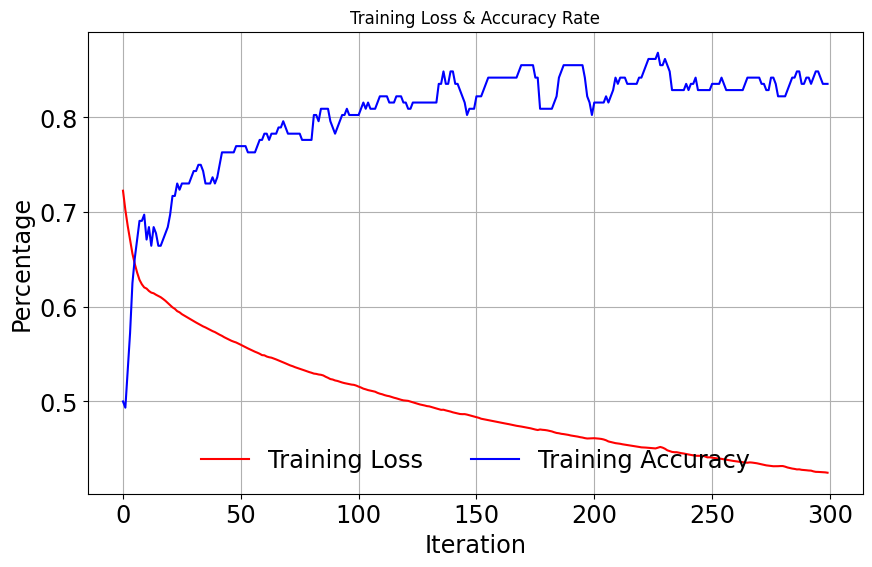 Training Loss & Accuracy Rate
Percentage
0.8
0.7
0.6
0.5
Training Loss
Training Accuracy
0 50 100 150 200 250 300
Iteration